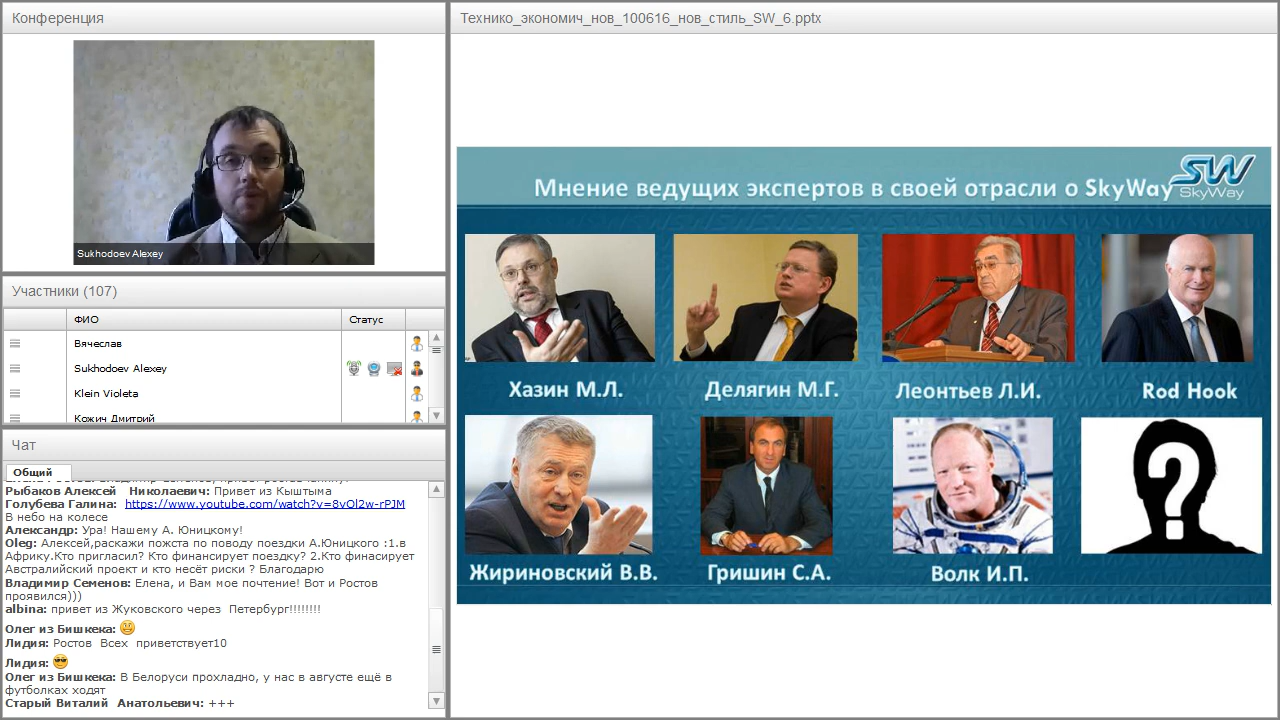 Конференция
Sukhodoev Alexey
Участники (107)
ФИО Статус
Вячеслав
Sukhodoev Alexey
Klein Violeta
Кожич Дмитрий
Чат
Общий
Рыбаков Алексей Николаевич: Привет из Кыштыма
Голубева Галина: https://www.youtube.com/watch?v=8vOl2w-rPJM
В небо на колесе
Александр: Ура! Нашему А. Юницкому!
Oleg: Алексей,раскажи пожста по поводу поездки А.Юницкого :1.в
Африку.Кто пригласил? Кто финансирует поездку? 2.Кто финасирует
Австралийский проект и кто несёт риски ? Благодарю
Владимир Семенов: Елена, и Вам мое почтение! Вот и Ростов
проявился)))
albina: привет из Жуковского через Петербург!!!!!!!!
Олег из Бишкека:
Лидия: Ростов Всех приветствует10
Лидия:
Олег из Бишкека: В Белоруси прохладно, у нас в августе ещё в
футболках ходят
Старый Виталий Анатольевич: +++
Технико_экономич_нов_100616_нов_стиль_SW_6.pptx
SW
SkyWay
Мнение ведущих экспертов в своей отрасли о SkyWay
Хазин М.Л. Делягин М.Г. Леонтьев Л.И. Rod Hook
Жириновский В.В. Гришин С.А. Волк И.П.
?